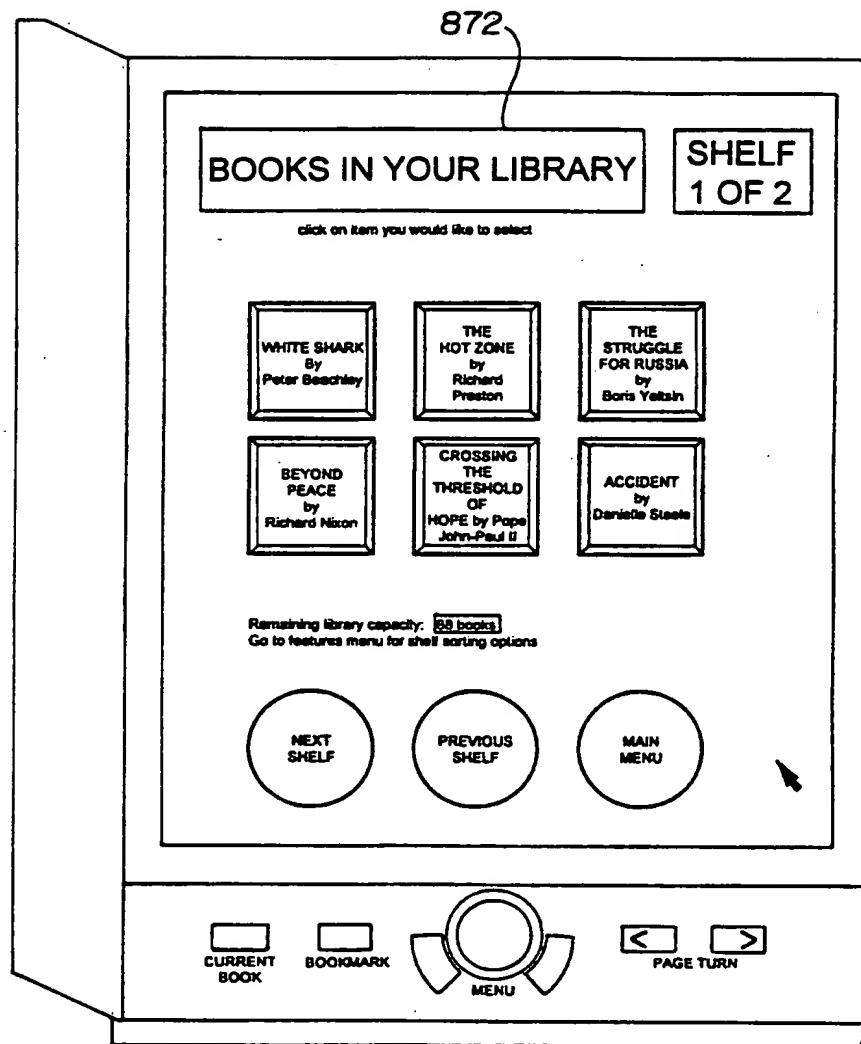 872
BOOKS IN YOUR LIBRARY
SHELF
1 OF 2
click on item you would like to select
WHITE SHARK
By
Peter Beachley
THE
HOT ZONE
by
Richard
Preston
THE
STRUGGLE
FOR RUSSIA
by
Boris Yeltsin
BEYOND
PEACE
by
Richard Nixon
CROSSING
THE
THRESHOLD
OF
HOPE by Pope
John-Paul II
ACCIDENT
by
Danielle Steele
Remaining library capacity: 88 books
Go to features menu for shelf sorting options
NEXT
SHELF
PREVIOUS
SHELF
MAIN
MENU
CURRENT
BOOK
BOOKMARK
MENU
< >
PAGE TURN